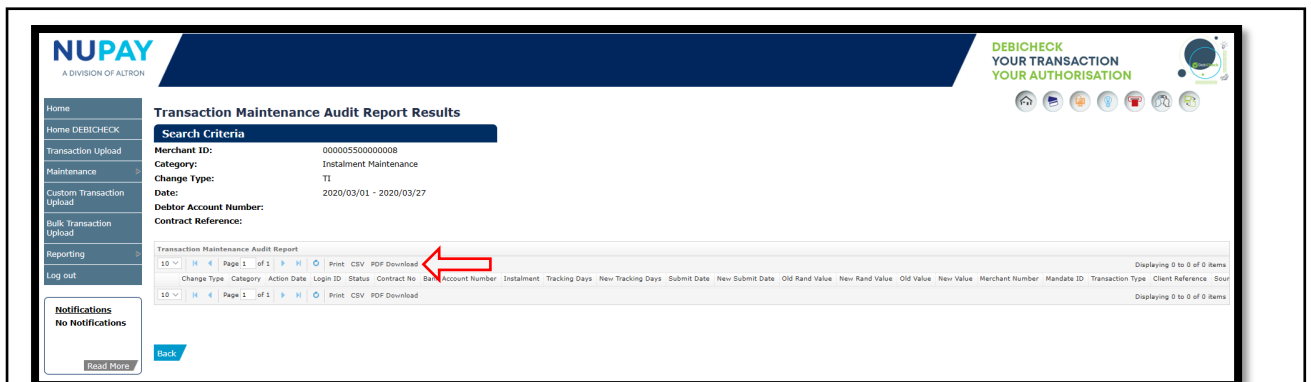 NUPAY
A DIVISION OF ALTRON
DEBICHECK
YOUR TRANSACTION
YOUR AUTHORISATION
Home
Home DEBICHECK
Transaction Upload
Maintenance
Custom Transaction
Upload
Bulk Transaction
Upload
Reporting
Log out
Notifications
No Notifications
Read More
Transaction Maintenance Audit Report Results
Search Criteria
Merchant ID: 000005500000008
Category: Instalment Maintenance
Change Type: TI
Date: 2020/03/01 - 2020/03/27
Debtor Account Number:
Contract Reference:
Transaction Maintenance Audit Report
10 Page 1 of 1 Print CSV PDF Download Displaying 0 to 0 of 0 items
Change Type Category Action Date Login ID Status Contract No Bank Account Number Instalment Tracking Days New Tracking Days Submit Date New Submit Date Old Rand Value New Rand Value Old Value New Value Merchant Number Mandate ID Transaction Type Client Reference Sour
10 Page 1 of 1 Print CSV PDF Download Displaying 0 to 0 of 0 items
Back